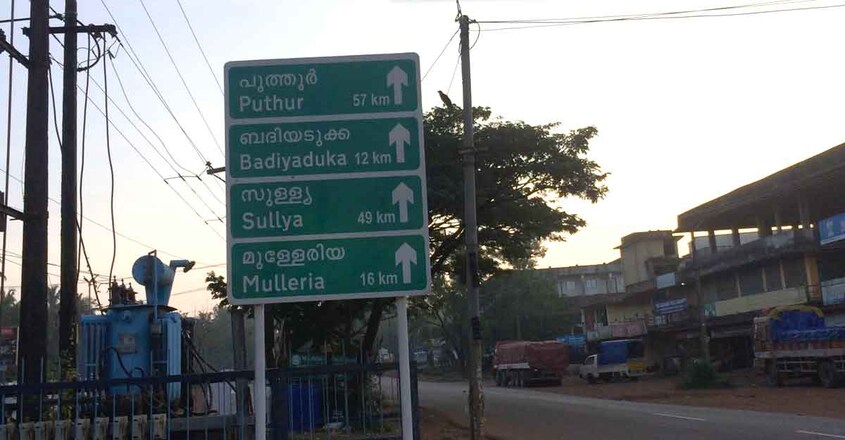 പുത്തൂർ
Puthur 57 km
ബദിയടുക്ക
Badiyaduka 12 km
സുള്ള്യ
Sullya 49 km
മുള്ളേരിയ
Mulleria 16 km